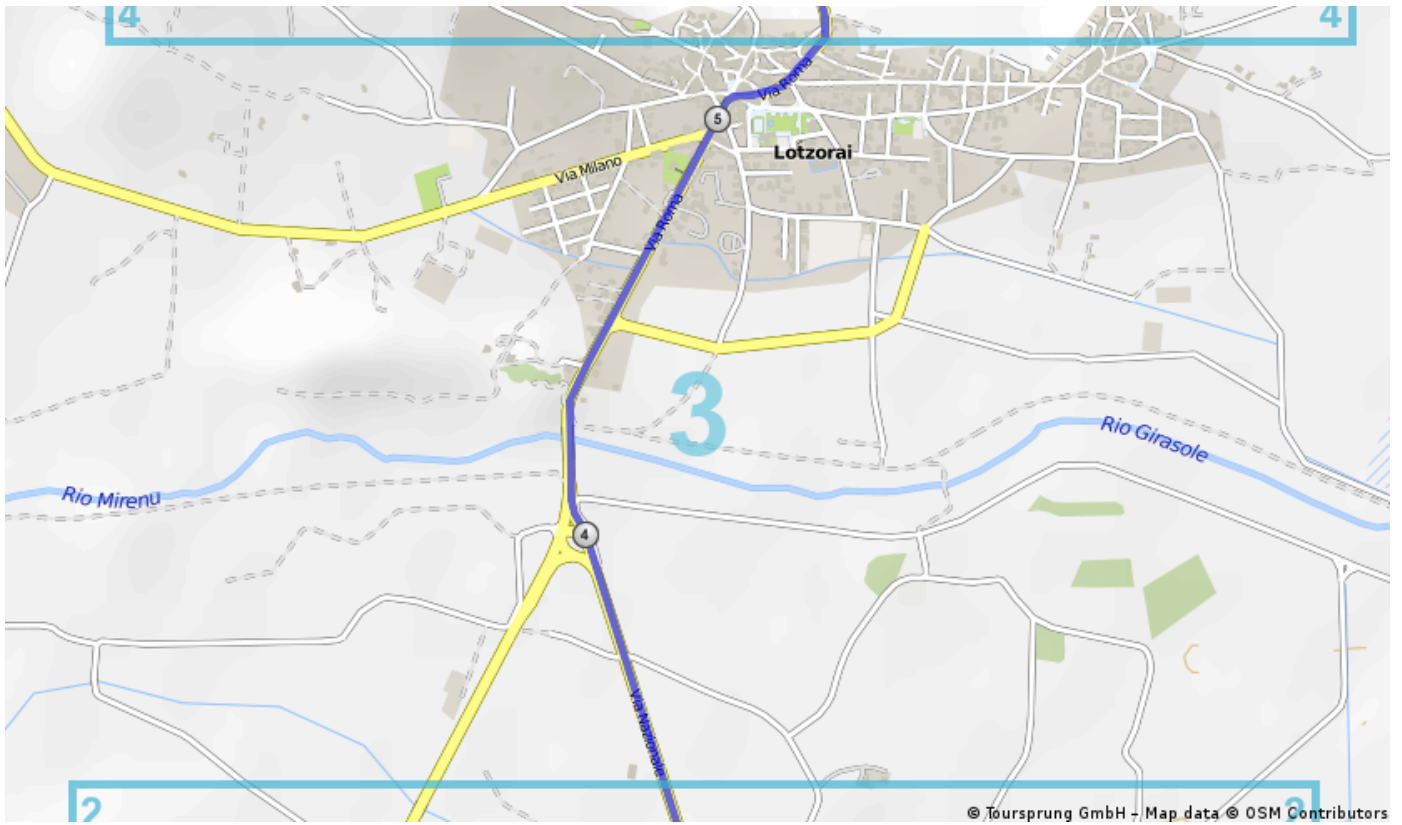 4
4
Via Roma
5
Lotzorai
Via Milano
Via Roma
3
Rio Girasole
Rio Mirenu
4
Via Nazionale
2
2
© Toursprung GmbH – Map data © OSM Contributors